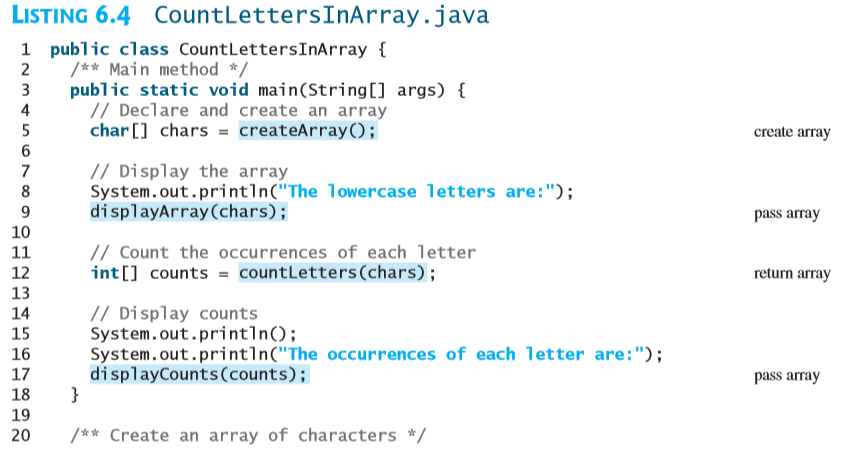 LISTING 6.4 CountLettersInArray.java
1 public class CountLettersInArray {
2 /** Main method */
3 public static void main(String[] args) {
4 // Declare and create an array
5 char[] chars = createArray(); create array
6
7 // Display the array
8 System.out.println("The lowercase letters are:");
9 displayArray(chars); pass array
10
11 // Count the occurrences of each letter
12 int[] counts = countLetters(chars); return array
13
14 // Display counts
15 System.out.println();
16 System.out.println("The occurrences of each letter are:");
17 displayCounts(counts); pass array
18 }
19
20 /** Create an array of characters */